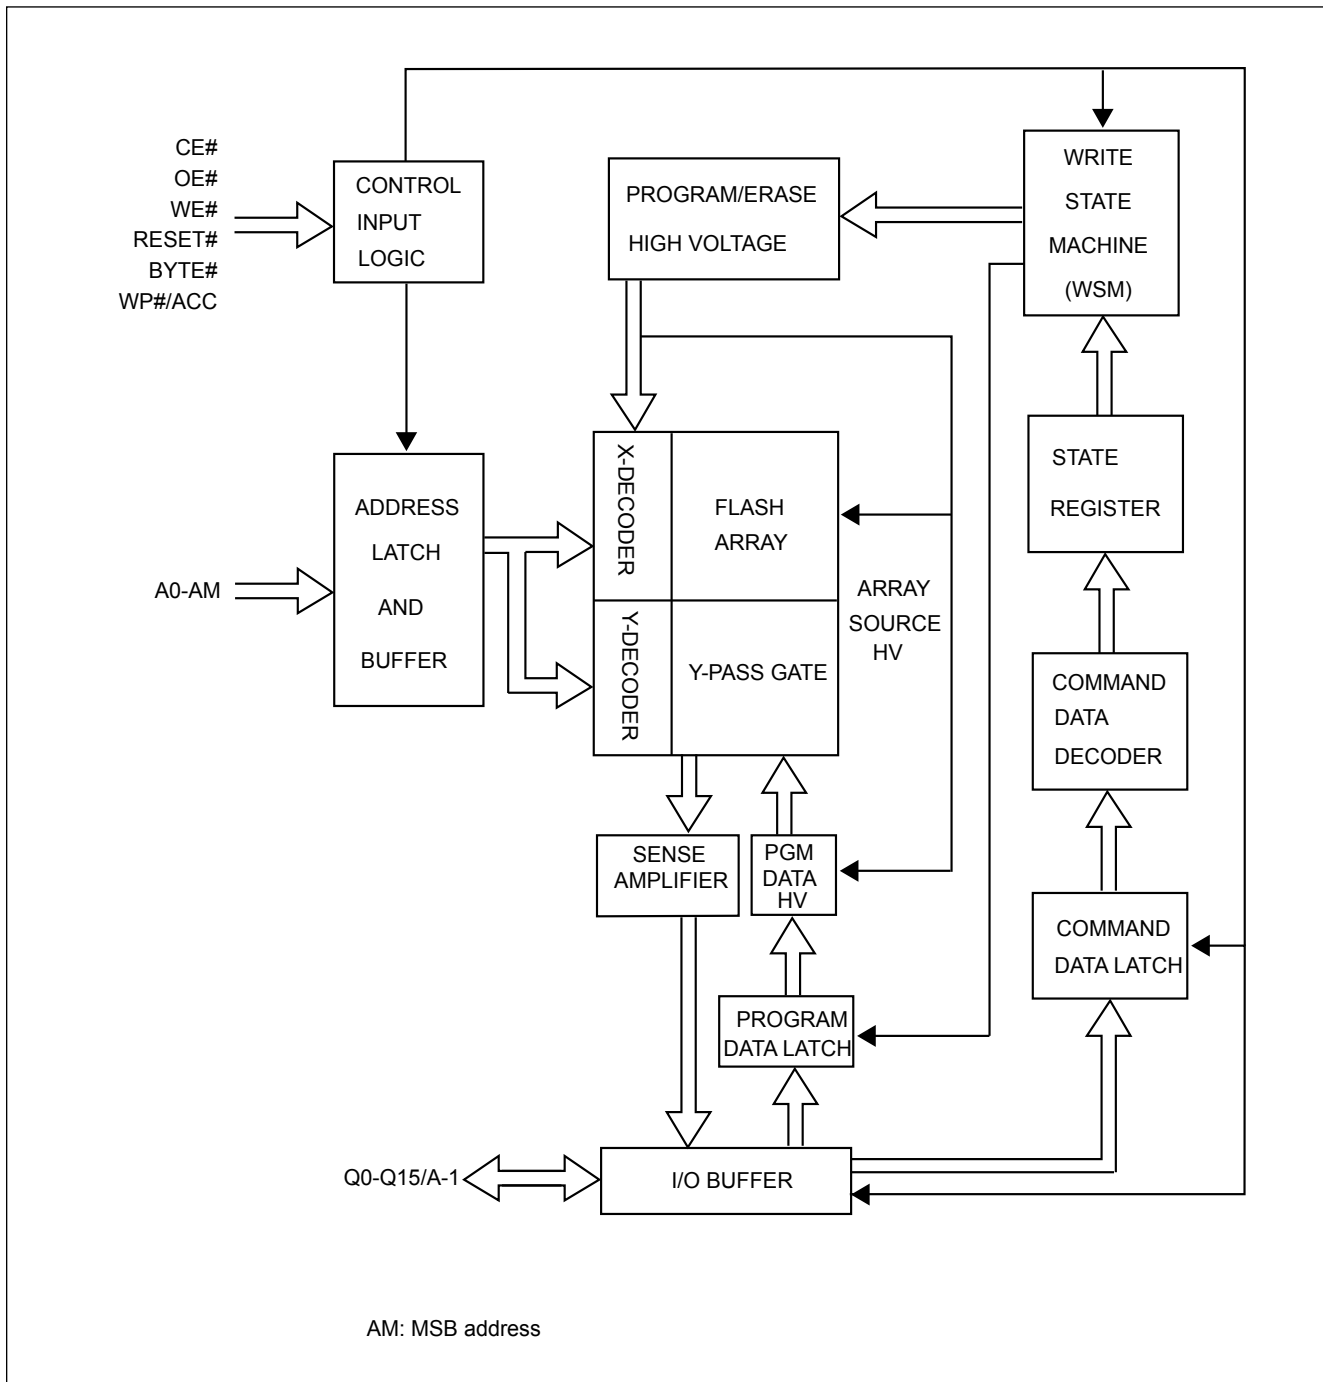 CE#
OE#
WE#
RESET#
BYTE#
WP#/ACC
CONTROL
INPUT
LOGIC
PROGRAM/ERASE
HIGH VOLTAGE
WRITE
STATE
MACHINE
(WSM)
A0-AM
ADDRESS
LATCH
AND
BUFFER
X-DECODER
FLASH
ARRAY
Y-DECODER
Y-PASS GATE
ARRAY
SOURCE
HV
STATE
REGISTER
COMMAND
DATA
DECODER
SENSE
AMPLIFIER
PGM
DATA
HV
COMMAND
DATA LATCH
PROGRAM
DATA LATCH
Q0-Q15/A-1
I/O BUFFER
AM: MSB address